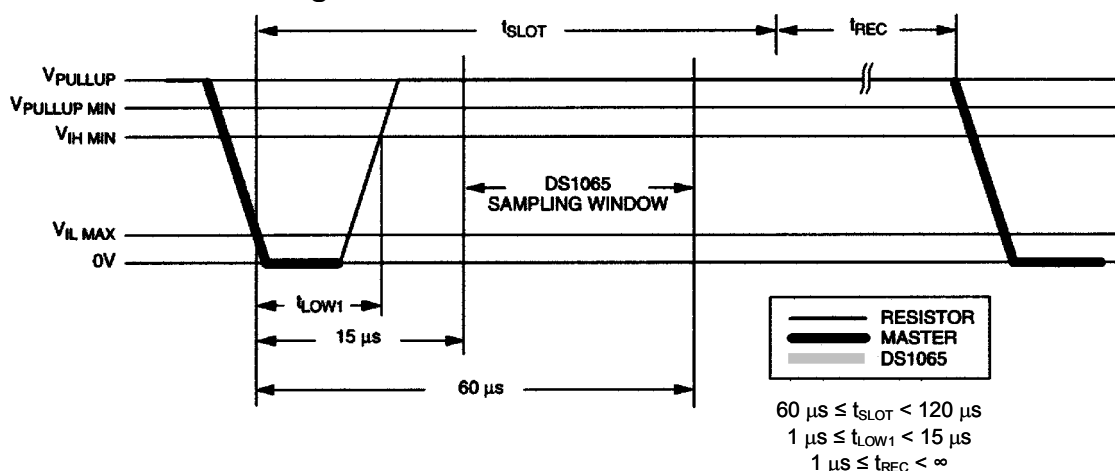 tSLOT
tREC
VPULLUP
VPULLUP MIN
VIH MIN
DS1065
SAMPLING WINDOW
VIL MAX
0V
tLOW1
15 µs
60 µs
RESISTOR
MASTER
DS1065
60 µs ≤ tSLOT < 120 µs
1 µs ≤ tLOW1 < 15 µs
1 µs ≤ tREC < ∞